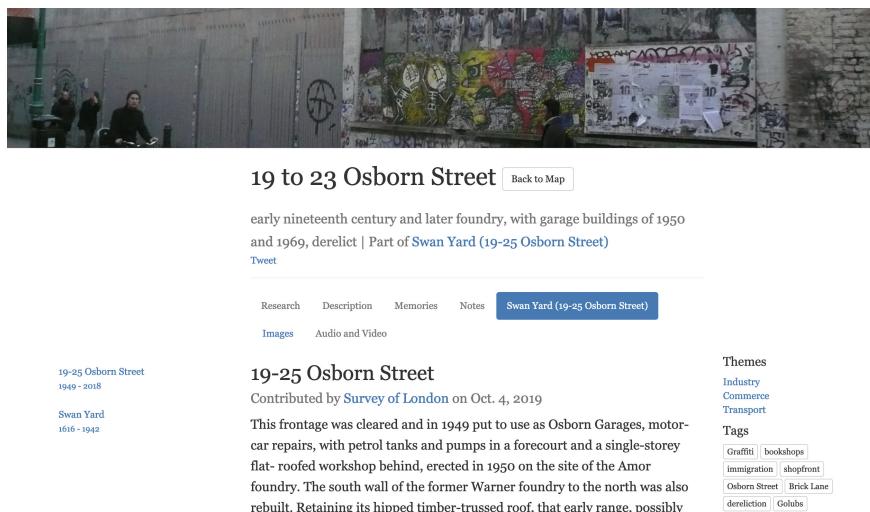 19 to 23 Osborn Street Back to Map
early nineteenth century and later foundry, with garage buildings of 1950
and 1969, derelict | Part of Swan Yard (19-25 Osborn Street)
Tweet
Research Description Memories Notes Swan Yard (19-25 Osborn Street)
Images Audio and Video
19-25 Osborn Street
1949 - 2018
Swan Yard
1616 - 1942
19-25 Osborn Street
Contributed by Survey of London on Oct. 4, 2019
This frontage was cleared and in 1949 put to use as Osborn Garages, motor-
car repairs, with petrol tanks and pumps in a forecourt and a single-storey
flat- roofed workshop behind, erected in 1950 on the site of the Amor
foundry. The south wall of the former Warner foundry to the north was also
rebuilt. Retaining its hipped timber-trussed roof, that early range, possibly
Themes
Industry
Commerce
Transport
Tags
Graffiti bookshops
immigration shopfront
Osborn Street Brick Lane
dereliction Golubs